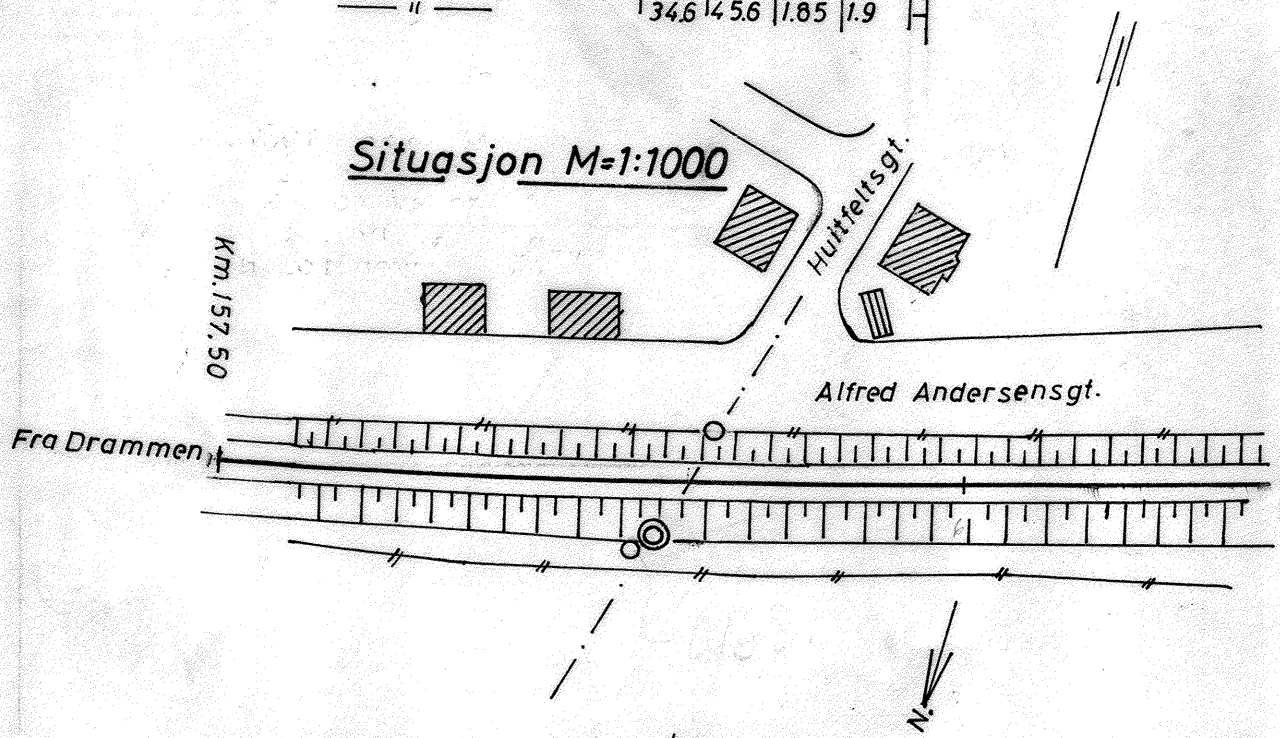 34.6 | 45.6 | 1.85 | 1.9
Situasjon M=1:1000
Huitfeltsgt.
Km. 157.50
Alfred Andersensgt.
Fra Drammen
N.